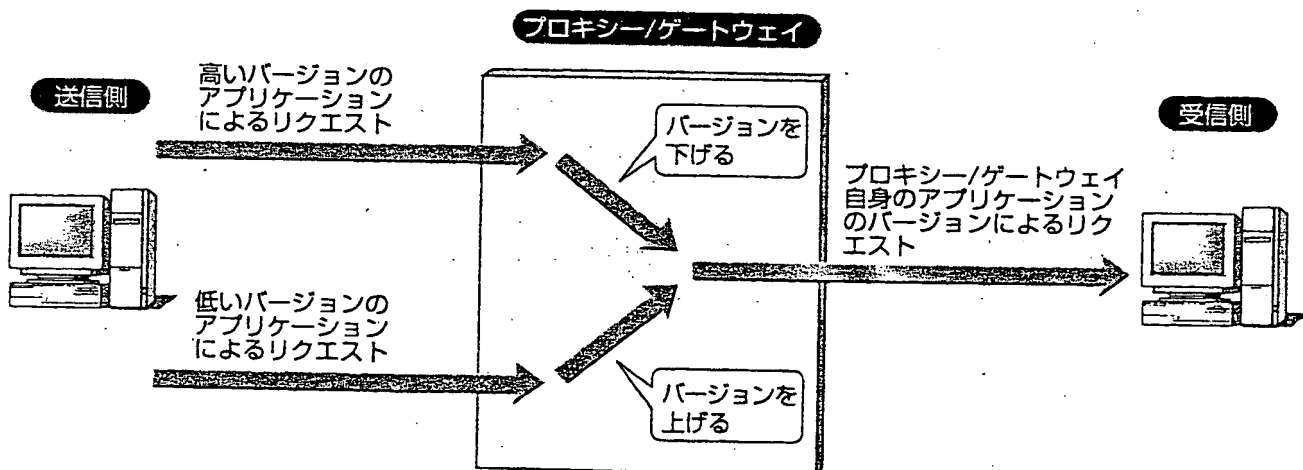 プロキシー/ゲートウェイ
送信側
高いバージョンの
アプリケーション
によるリクエスト
バージョンを
下げる
受信側
プロキシー/ゲートウェイ
自身のアプリケーション
のバージョンによるリク
エスト
低いバージョンの
アプリケーション
によるリクエスト
バージョンを
上げる